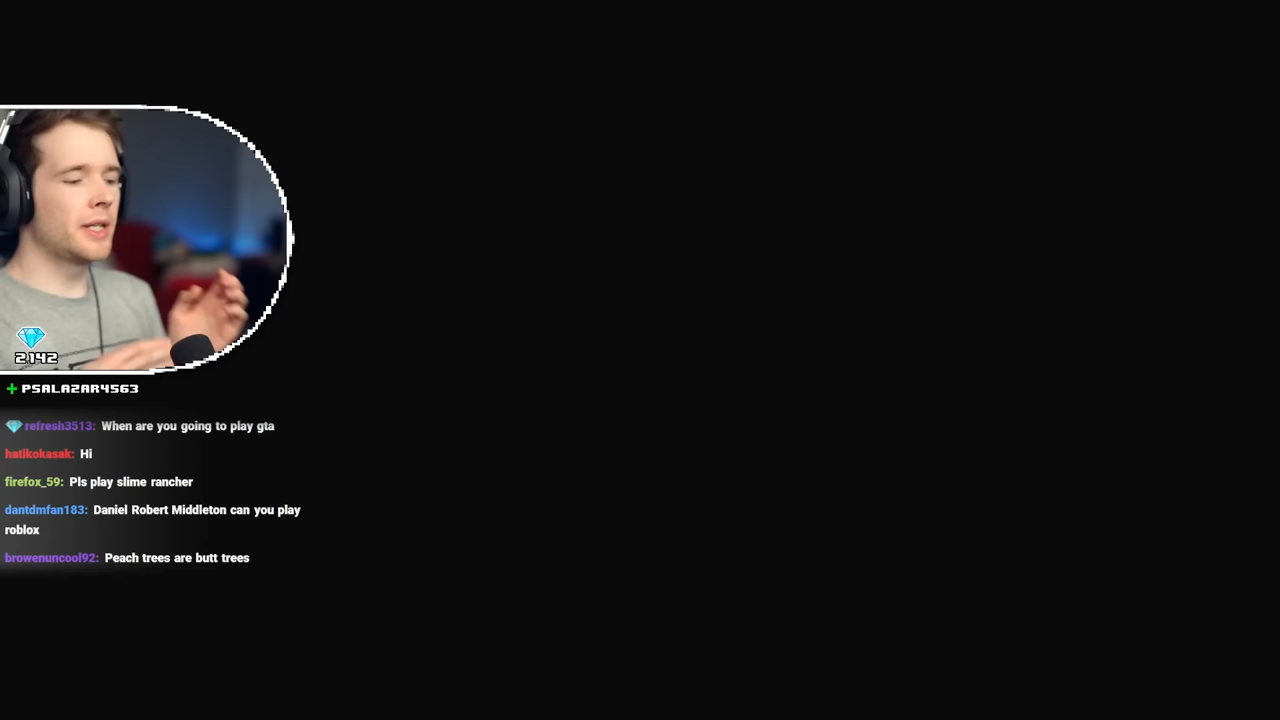 2142
+ PSALAZAR4563
refresh3513: When are you going to play gta
hatikokasak: Hi
firefox_59: Pls play slime rancher
dantdmfan183: Daniel Robert Middleton can you play
roblox
browenuncool92: Peach trees are butt trees